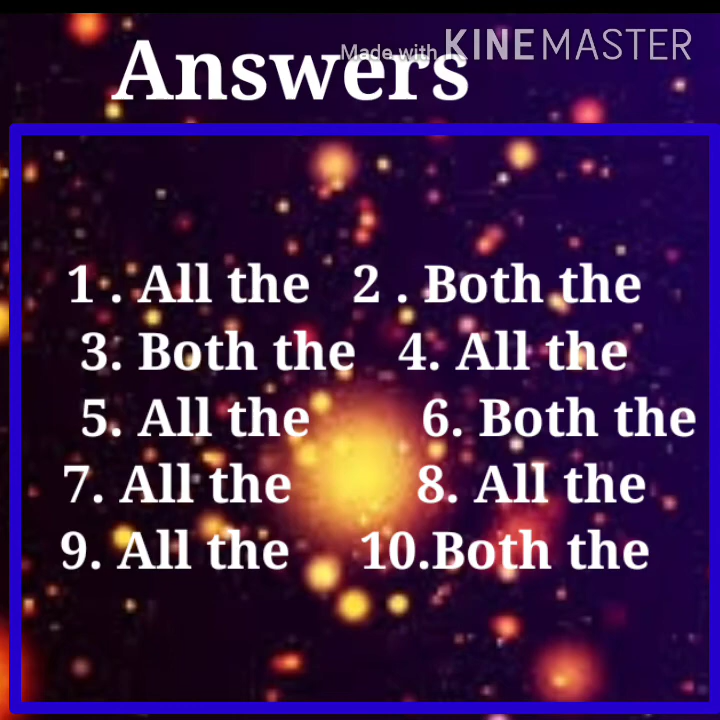 Made with KINEMASTER
Answers
1 . All the 2 . Both the
3. Both the 4. All the
5. All the 6. Both the
7. All the 8. All the
9. All the 10.Both the